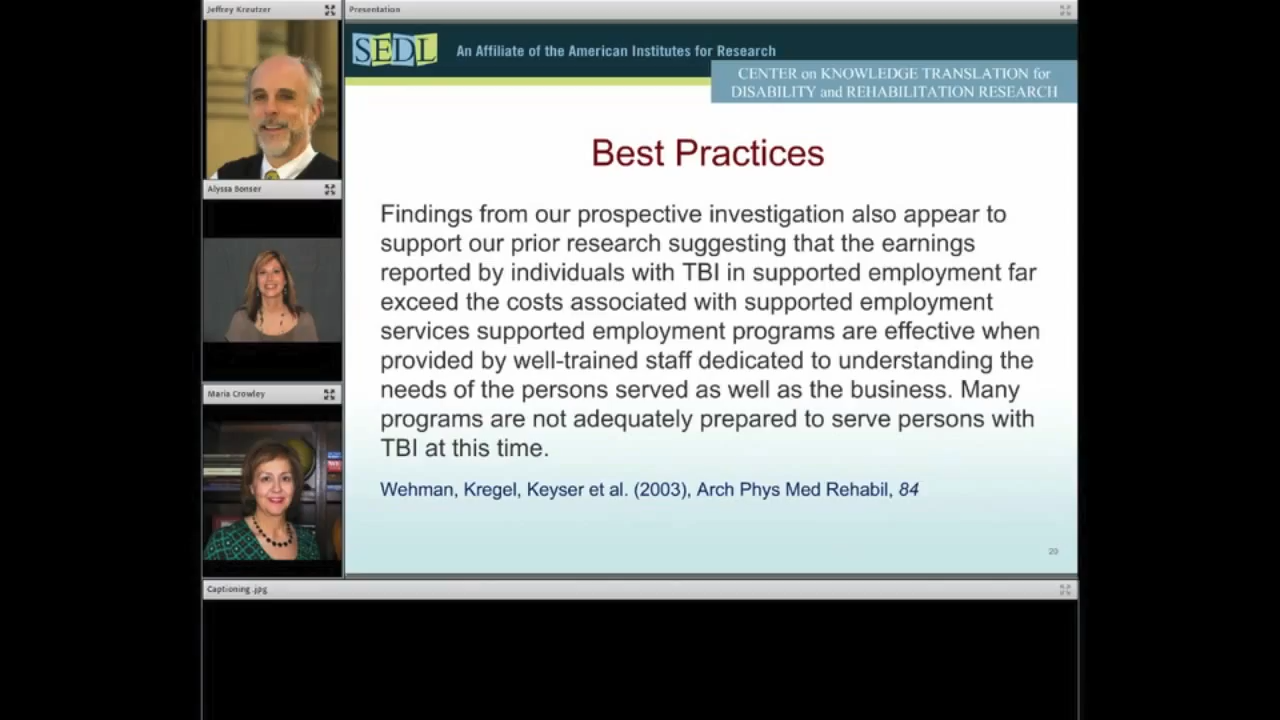 Jeffrey Kreutzer
Presentation
SEDL
An Affiliate of the American Institutes for Research
CENTER on KNOWLEDGE TRANSLATION for
DISABILITY and REHABILITATION RESEARCH
Best Practices
Findings from our prospective investigation also appear to
support our prior research suggesting that the earnings
reported by individuals with TBI in supported employment far
exceed the costs associated with supported employment
services supported employment programs are effective when
provided by well-trained staff dedicated to understanding the
needs of the persons served as well as the business. Many
programs are not adequately prepared to serve persons with
TBI at this time.
Wehman, Kregel, Keyser et al. (2003), Arch Phys Med Rehabil, 84
20
Alyssa Bonser
Maria Crowley
Captioning .jpg